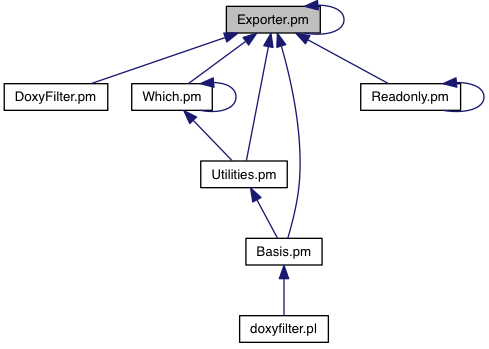 Exporter.pm
DoxyFilter.pm
Which.pm
Readonly.pm
Utilities.pm
Basis.pm
doxyfilter.pl